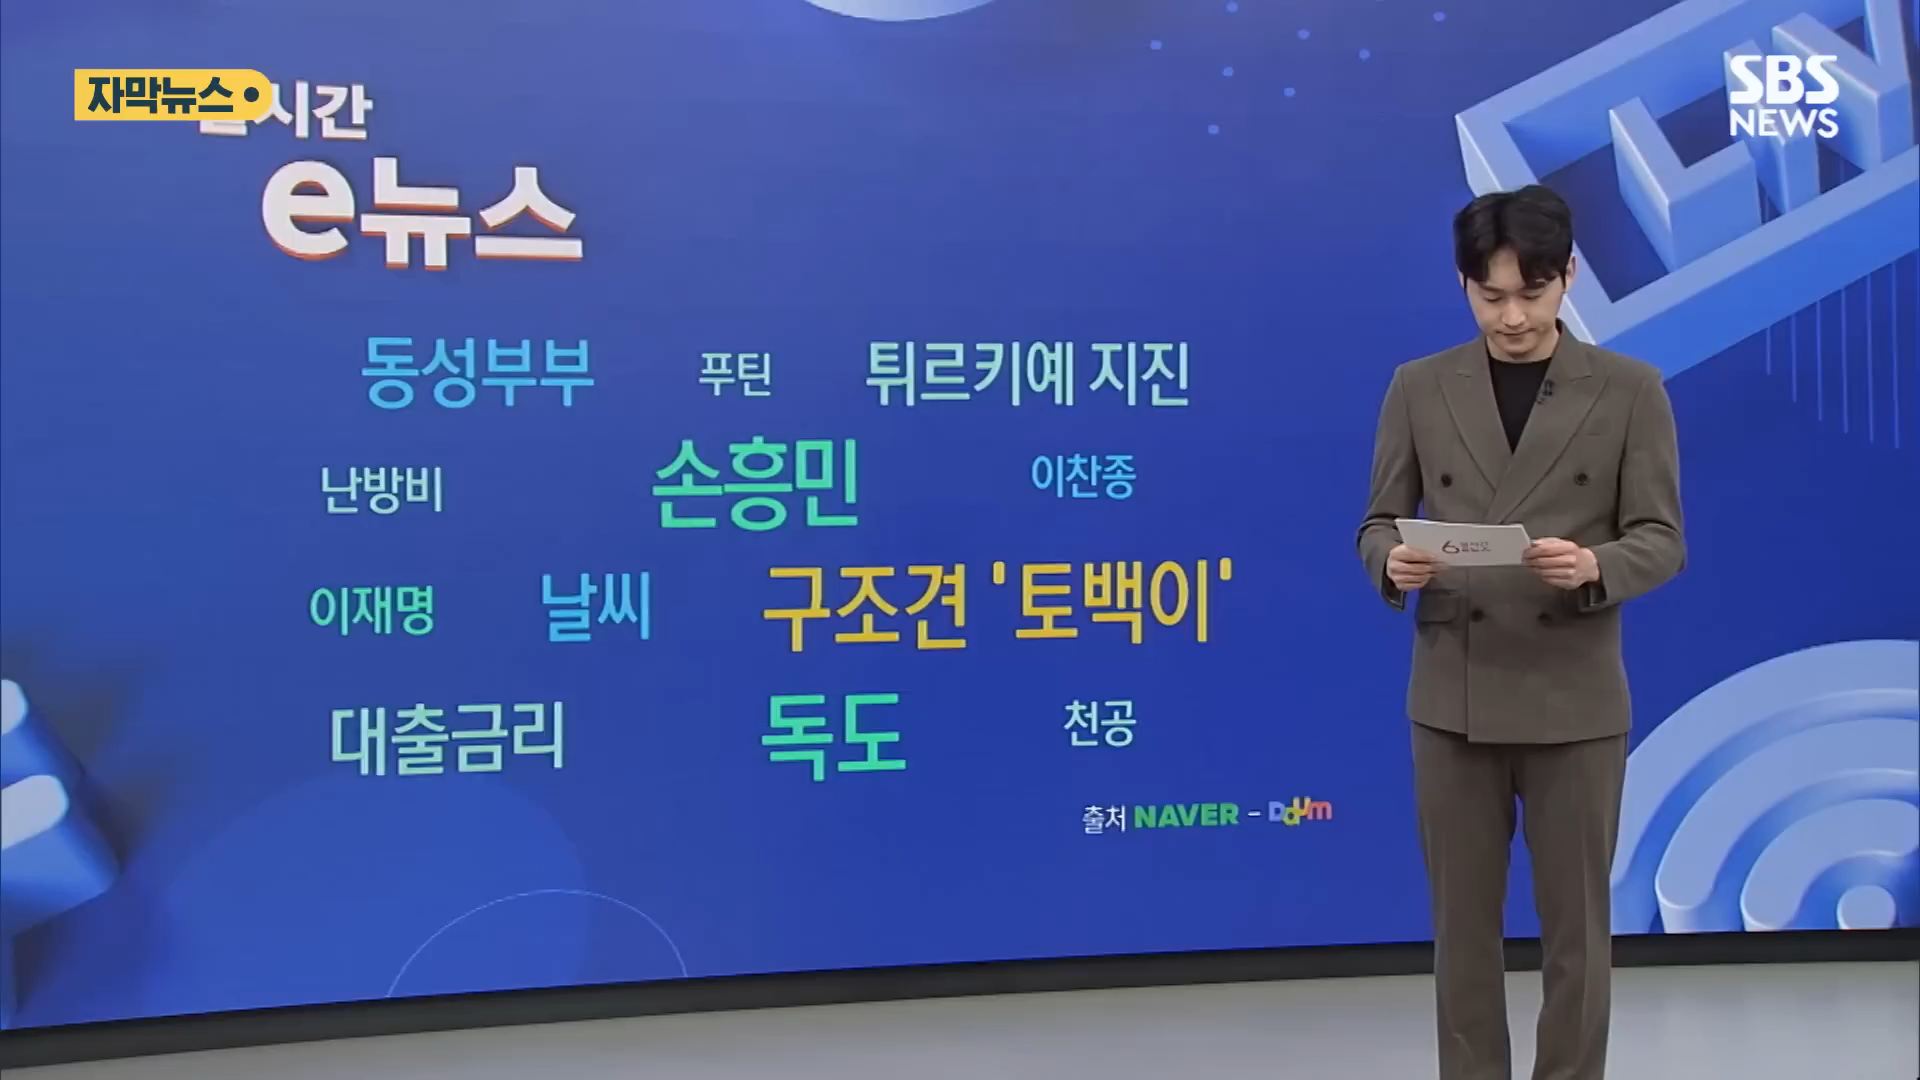 자막뉴스
시간
e뉴스
SBS
NEWS
LIV
동성부부 푸틴 튀르키예 지진
난방비 손흥민 이찬종
이재명 날씨 구조견 '토백이'
대출금리 독도 천공
출처 NAVER - Daum
6